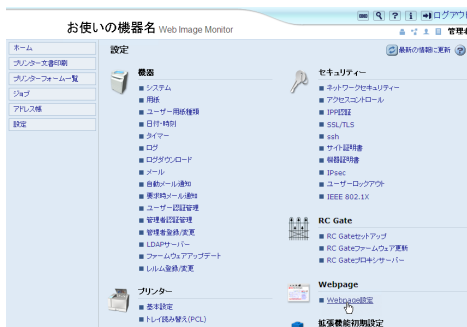 ログアウト
お使いの機器名 Web Image Monitor
管理者
ホーム
プリンター文書印刷
プリンターフォーム一覧
ジョブ
アドレス帳
設定
設定
最新の情報に更新
機器
システム
用紙
ユーザー用紙種類
日付・時刻
タイマー
ログ
ログダウンロード
メール
自動メール通知
要求時メール通知
ユーザー認証管理
管理者認証管理
管理者登録/変更
LDAPサーバー
ファームウェアアップデート
レルム登録/変更
プリンター
基本設定
トレイ読み替え(PCL)
セキュリティー
ネットワークセキュリティー
アクセスコントロール
IPP認証
SSL/TLS
ssh
サイト証明書
機器証明書
IPsec
ユーザーロックアウト
IEEE 802.1X
RC Gate
RC Gateセットアップ
RC Gateファームウェア更新
RC Gateプロキシサーバー
Webpage
Webpage設定
拡張機能初期設定